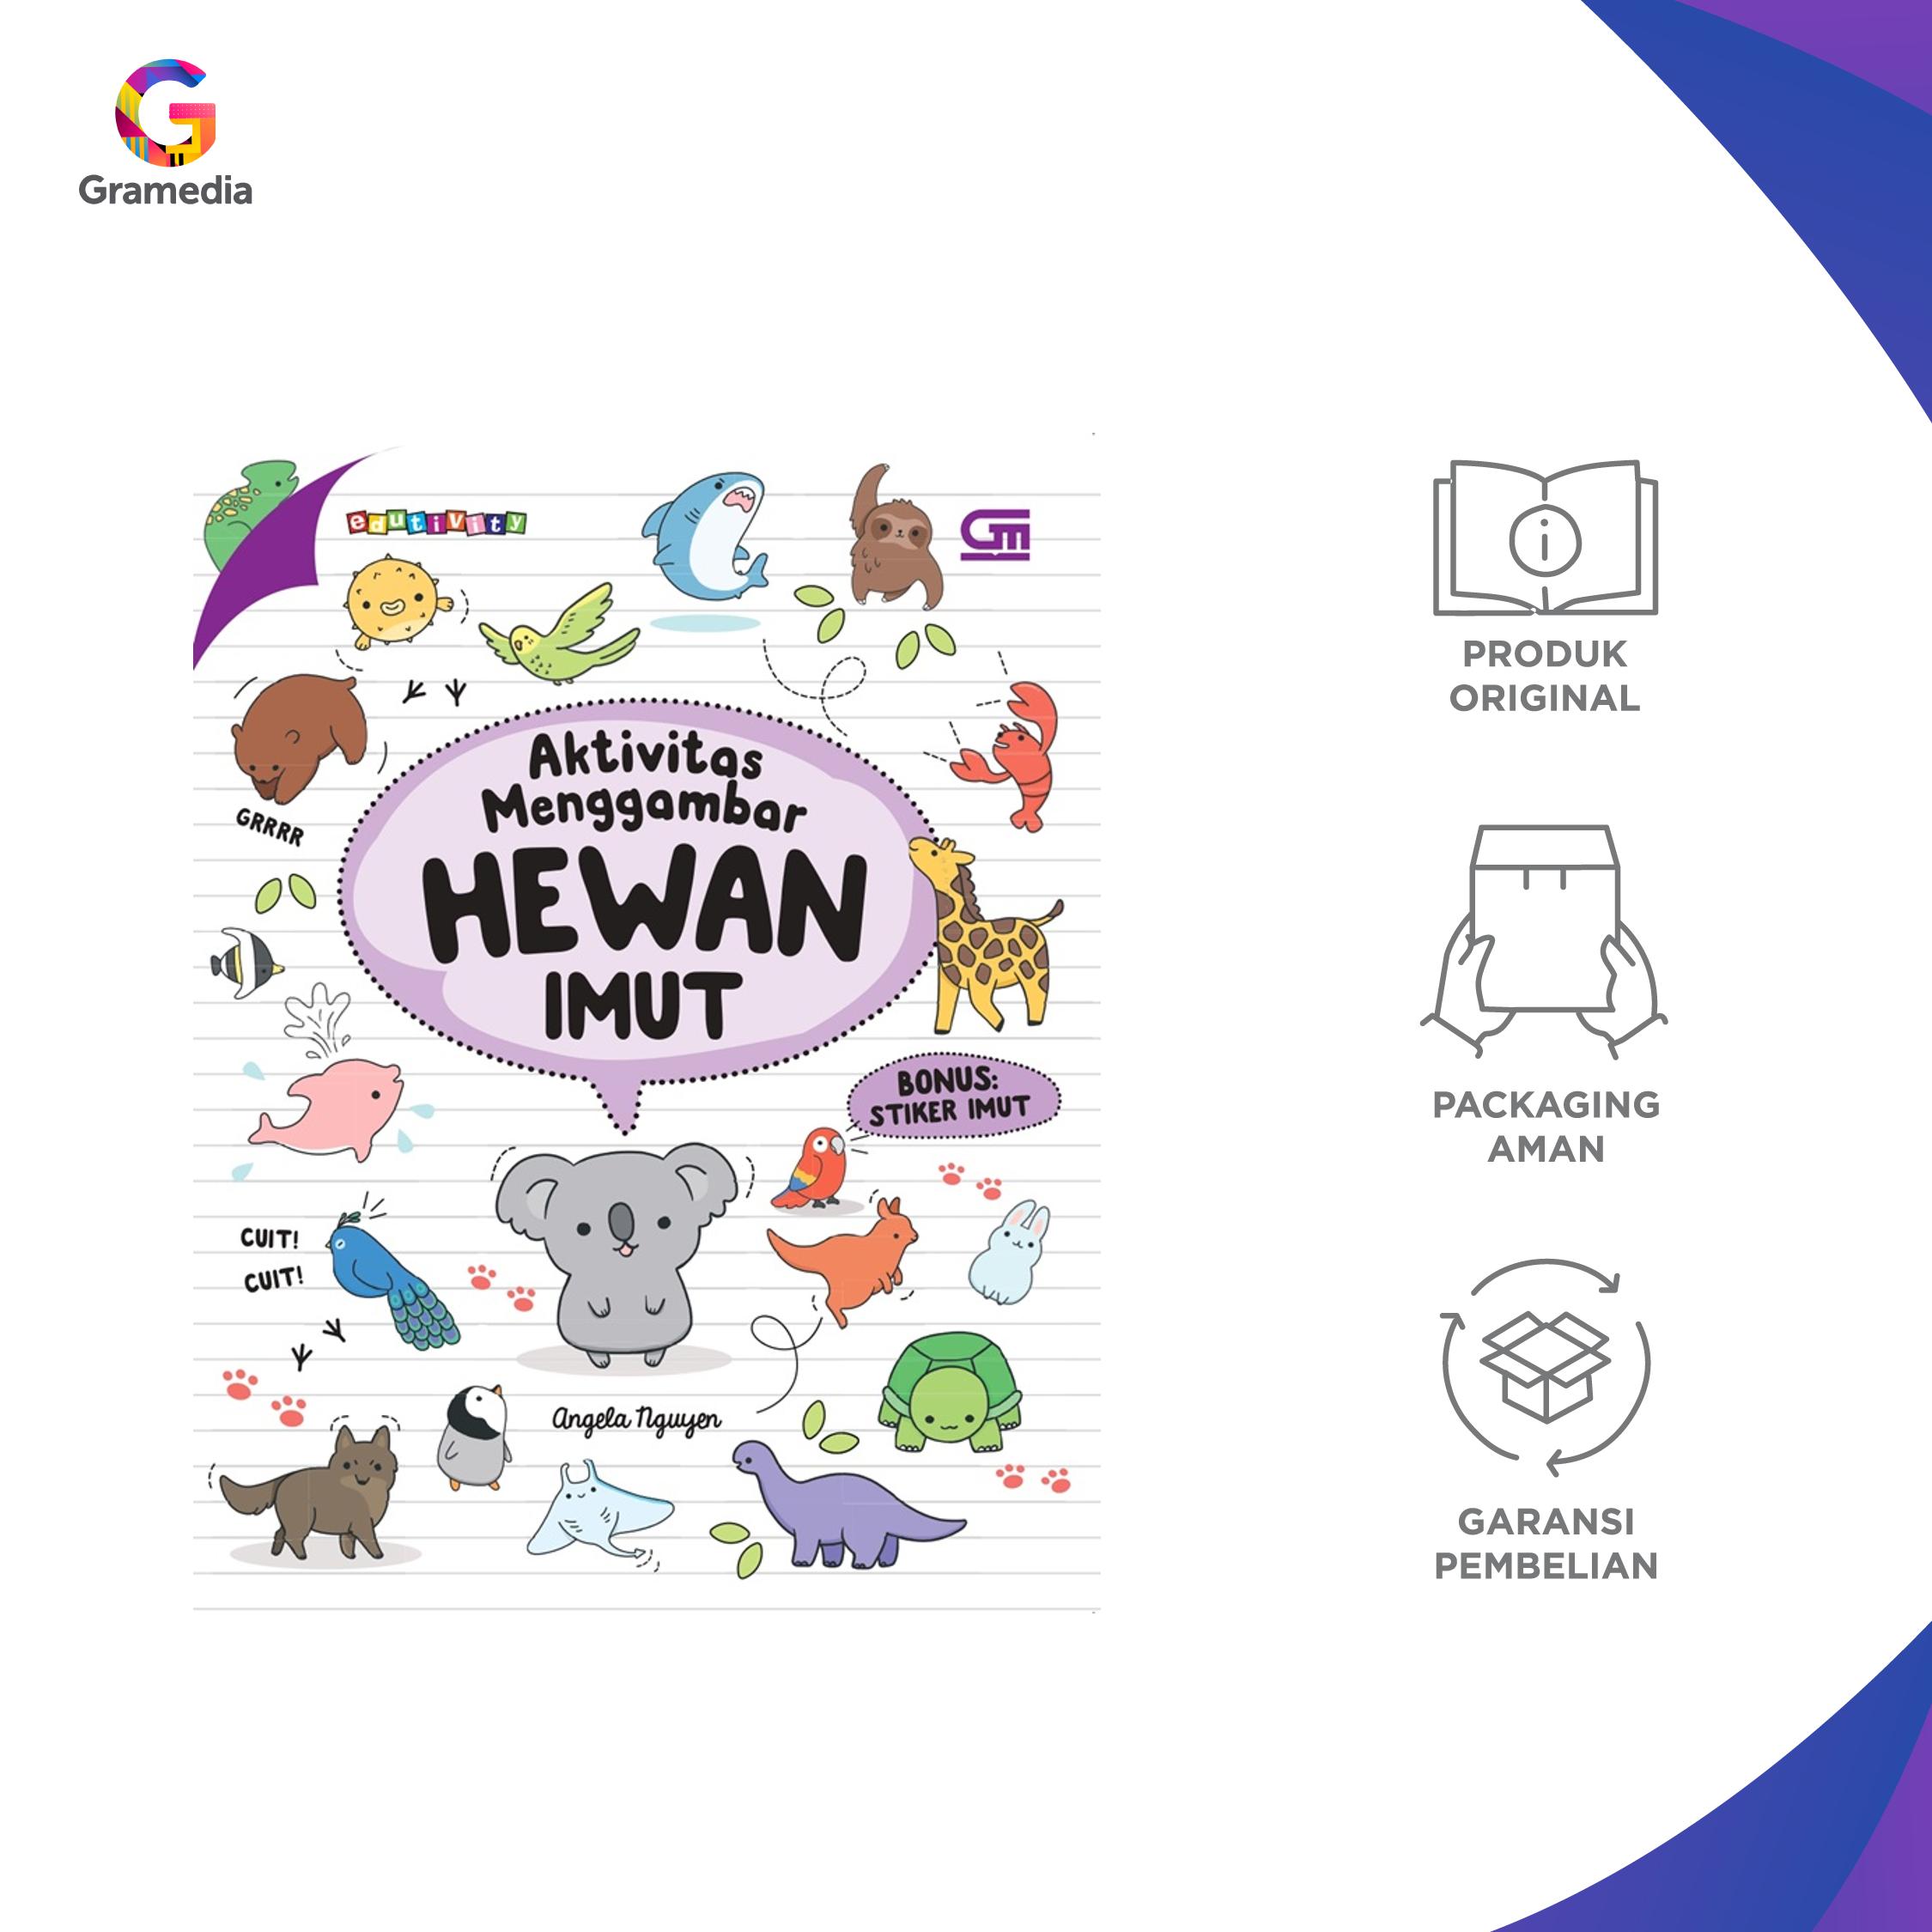 Gramedia
edutivity
Gm
GRRRR
Aktivitas
Menggambar
HEWAN
IMUT
BONUS:
STIKER IMUT
CUIT!
CUIT!
Angela Nguyen
PRODUK
ORIGINAL
PACKAGING
AMAN
GARANSI
PEMBELIAN